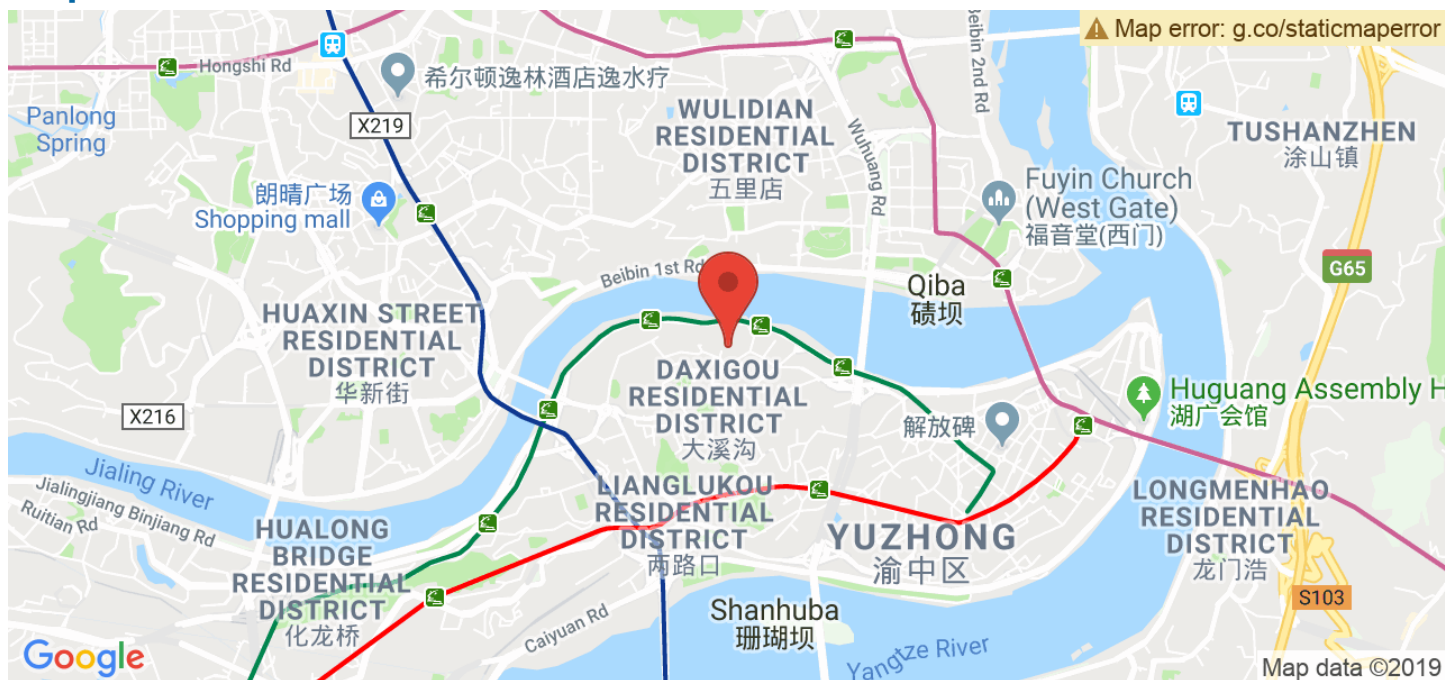 Map error: g.co/staticmaperror
Hongshi Rd
希尔顿逸林酒店逸水疗
Beibin 2nd Rd
Panlong
Spring
X219
WULIDIAN
RESIDENTIAL
DISTRICT
五里店
Wuhuang Rd
TUSHANZHEN
涂山镇
朗晴广场
Shopping mall
Fuyin Church
(West Gate)
福音堂(西门)
Beibin 1st Rd
Qiba
碛坝
G65
HUAXIN STREET
RESIDENTIAL
DISTRICT
华新街
DAXIGOU
RESIDENTIAL
DISTRICT
大溪沟
X216
解放碑
Huguang Assembly H
湖广会馆
Jialing River
Jialingjiang Binjiang Rd
Ruitian Rd
LIANGLUKOU
RESIDENTIAL
DISTRICT
两路口
LONGMENHAO
RESIDENTIAL
DISTRICT
龙门浩
HUALONG
BRIDGE
RESIDENTIAL
DISTRICT
化龙桥
YUZHONG
渝中区
S103
Shanhuba
珊瑚坝
Caiyuan Rd
Yangtze River
Google
Map data ©2019